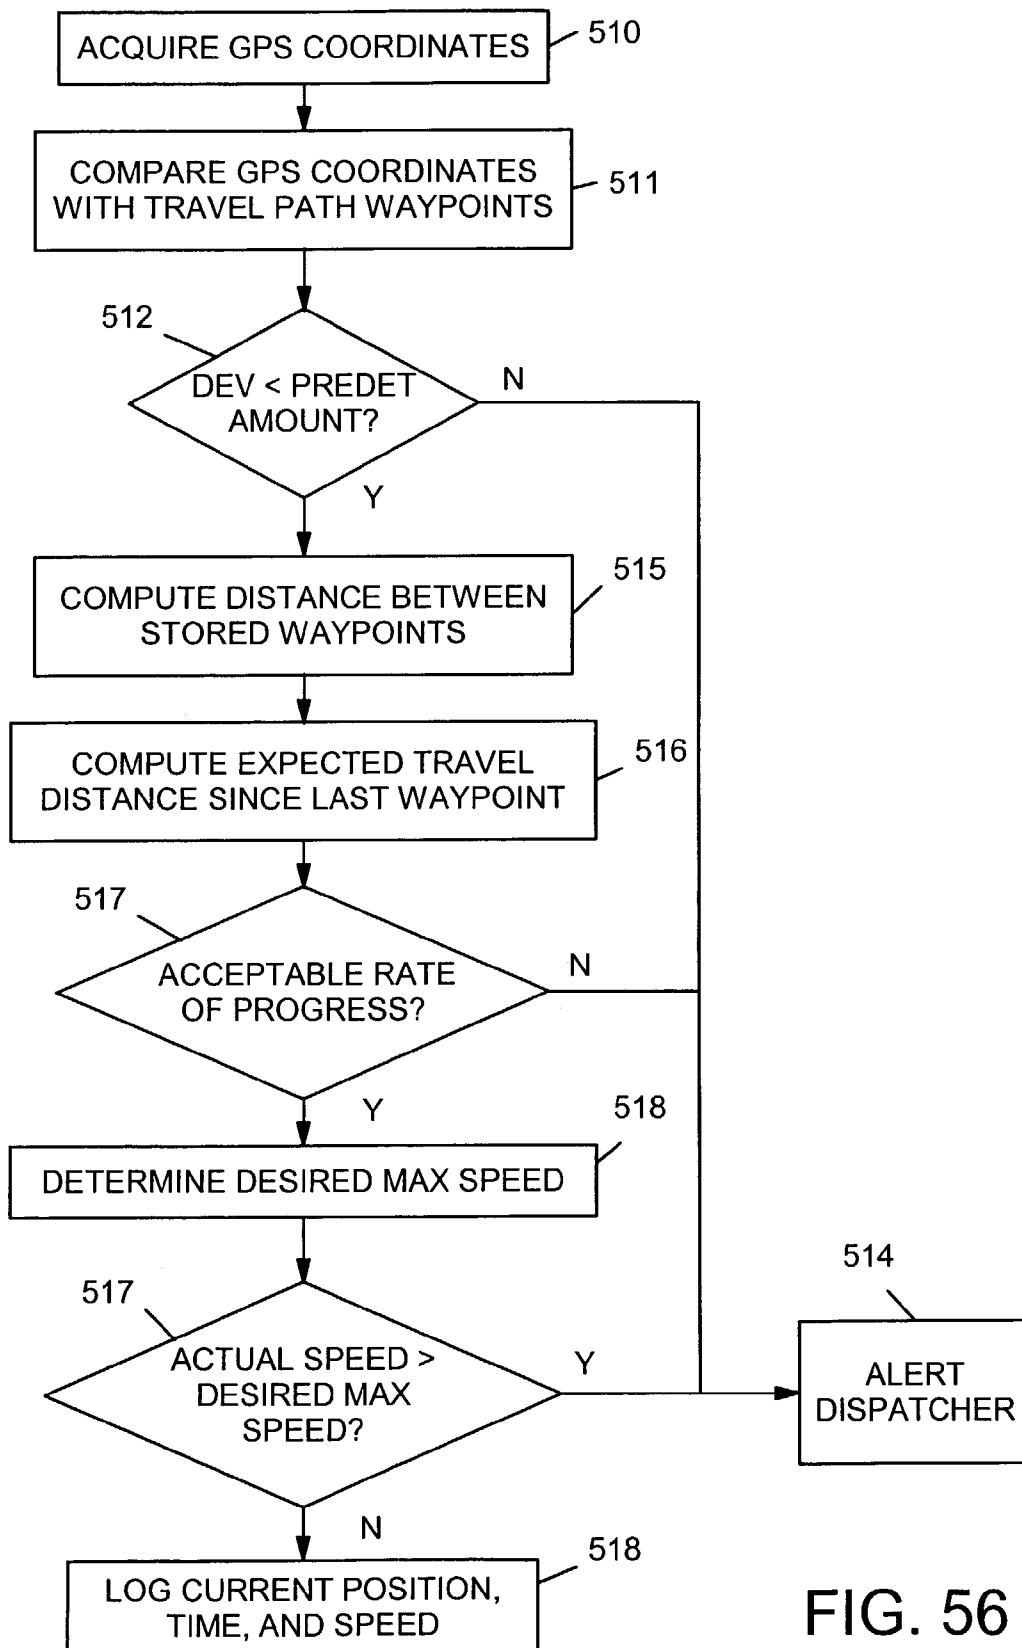 ACQUIRE GPS COORDINATES
510
COMPARE GPS COORDINATES
WITH TRAVEL PATH WAYPOINTS
511
512
DEV < PREDET
AMOUNT?
N
Y
COMPUTE DISTANCE BETWEEN
STORED WAYPOINTS
515
COMPUTE EXPECTED TRAVEL
DISTANCE SINCE LAST WAYPOINT
516
517
ACCEPTABLE RATE
OF PROGRESS?
N
Y
518
DETERMINE DESIRED MAX SPEED
517
ACTUAL SPEED >
DESIRED MAX
SPEED?
Y
514
ALERT
DISPATCHER
N
518
LOG CURRENT POSITION,
TIME, AND SPEED
FIG. 56